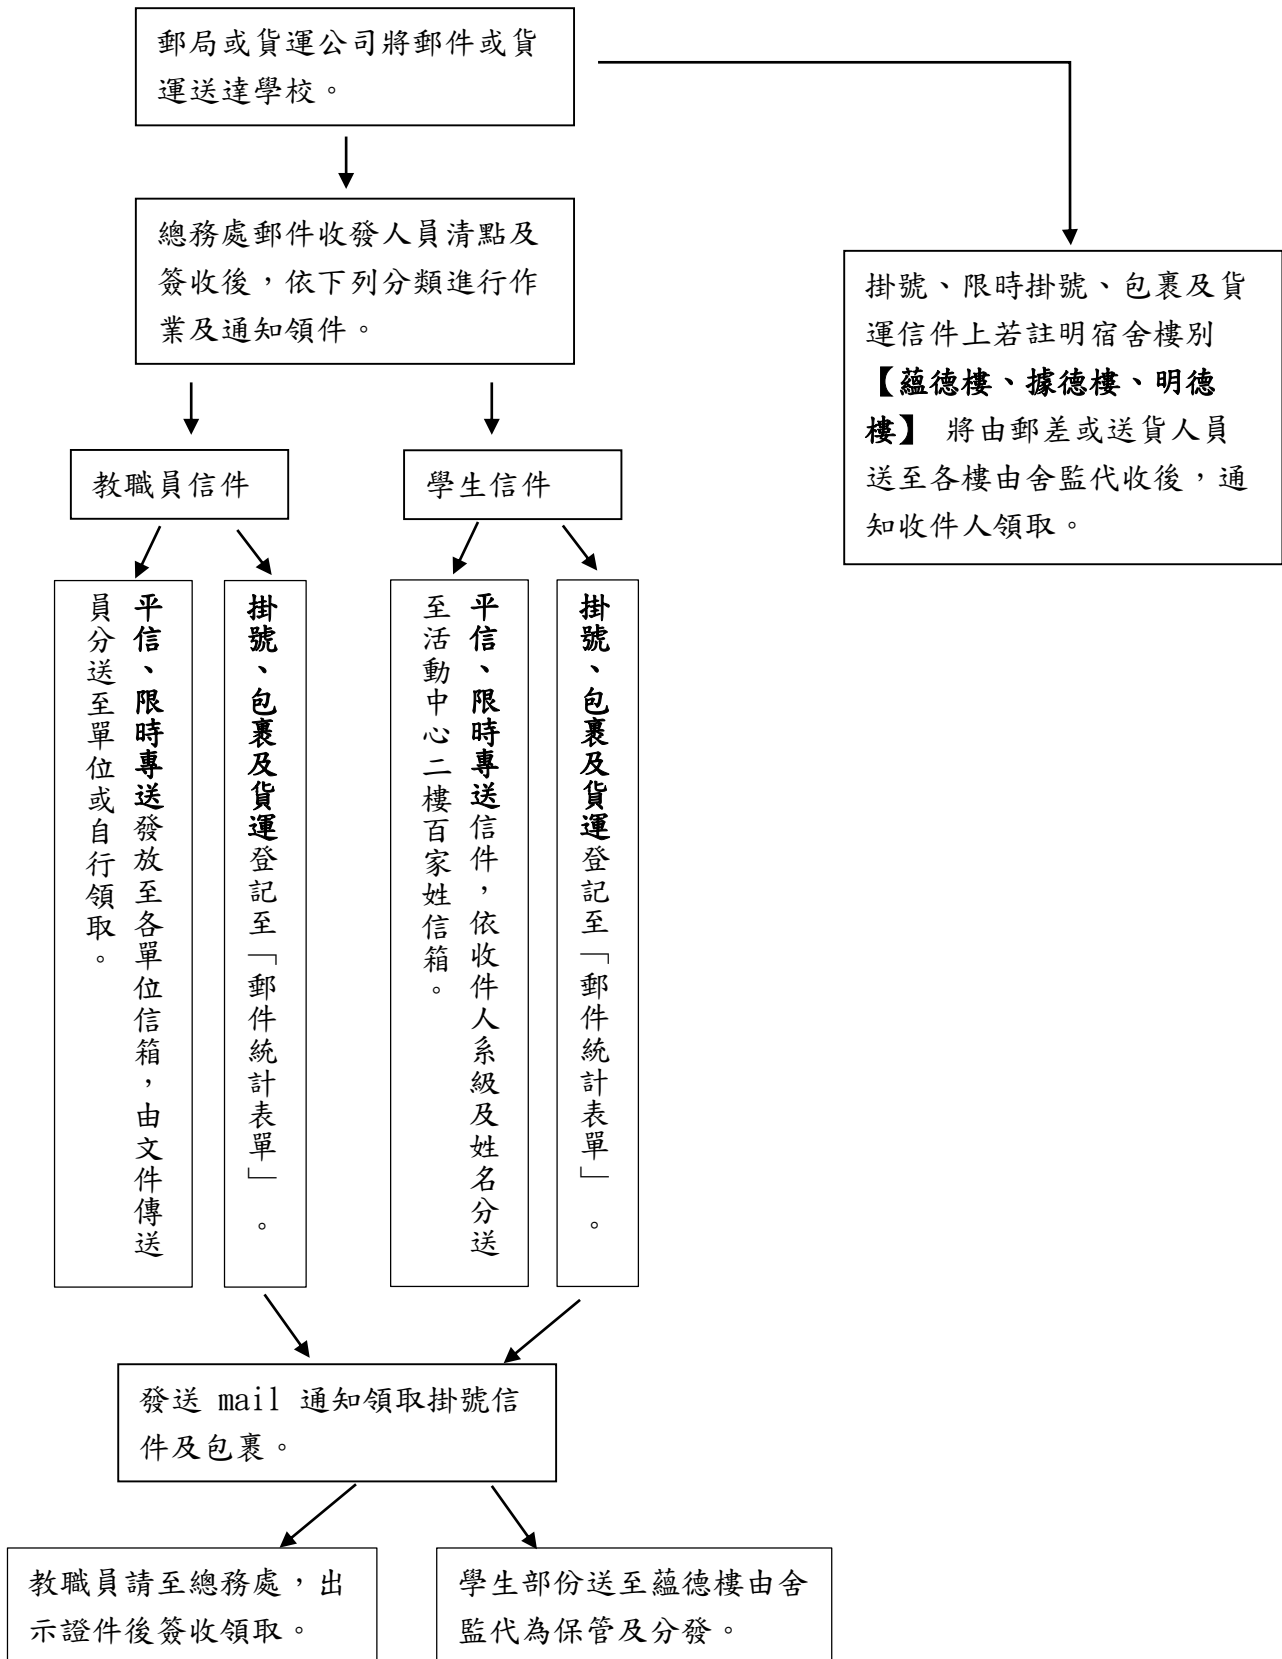 郵局或貨運公司將郵件或貨
運送達學校。
總務處郵件收發人員清點及
簽收後，依下列分類進行作
業及通知領件。
掛號、限時掛號、包裹及貨
運信件上若註明宿舍樓別
【蘊德樓、據德樓、明德
樓】 將由郵差或送貨人員
送至各樓由舍監代收後，通
知收件人領取。
教職員信件
學生信件
平信、限時專送發放至各單位信箱，由文件傳送
員分送至單位或自行領取。
掛號、包裹及貨運登記至「郵件統計表單」 。
平信、限時專送信件，依收件人系級及姓名分送
至活動中心二樓百家姓信箱。
掛號、包裹及貨運登記至「郵件統計表單」 。
發送 mail 通知領取掛號信
件及包裹。
教職員請至總務處，出
示證件後簽收領取。
學生部份送至蘊德樓由舍
監代為保管及分發。